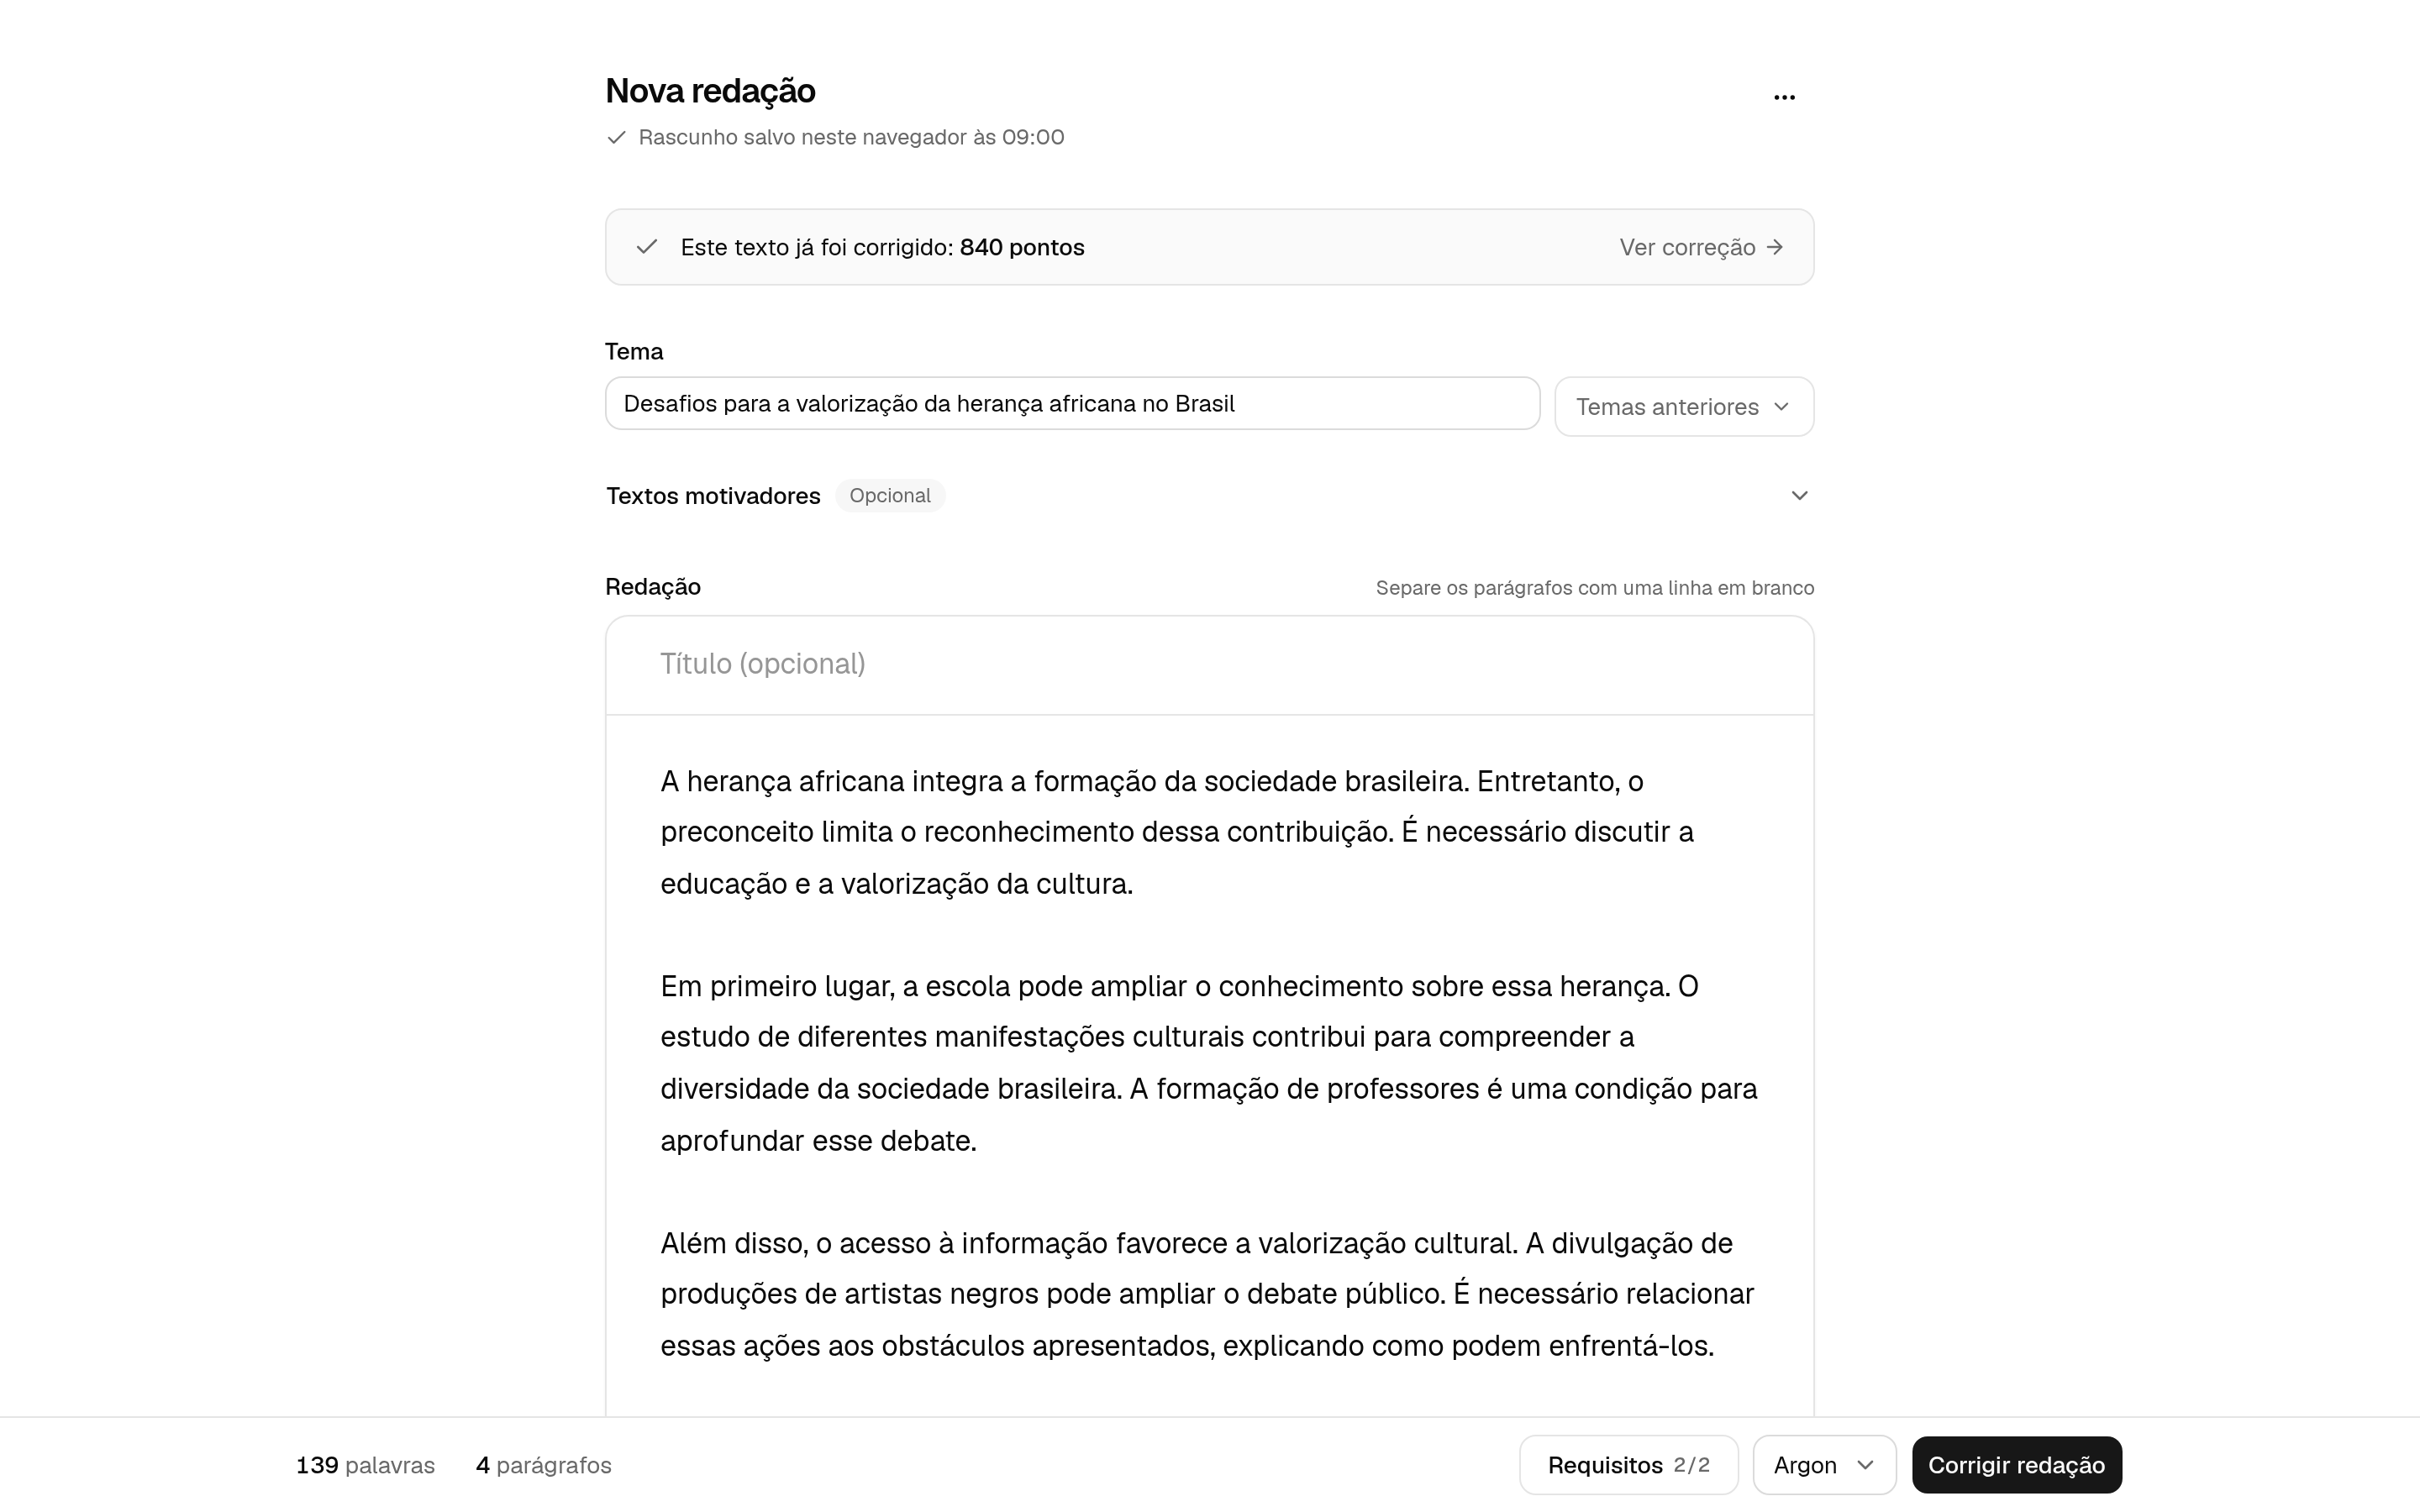 Nova redação
Rascunho salvo neste navegador às 09:00
Este texto já foi corrigido: 840 pontos
Ver correção
Tema
Desafios para a valorização da herança africana no Brasil
Temas anteriores
Textos motivadores Opcional
Redação
Separe os parágrafos com uma linha em branco
Título (opcional)
A herança africana integra a formação da sociedade brasileira. Entretanto, o
preconceito limita o reconhecimento dessa contribuição. É necessário discutir a
educação e a valorização da cultura.
Em primeiro lugar, a escola pode ampliar o conhecimento sobre essa herança. O
estudo de diferentes manifestações culturais contribui para compreender a
diversidade da sociedade brasileira. A formação de professores é uma condição para
aprofundar esse debate.
Além disso, o acesso à informação favorece a valorização cultural. A divulgação de
produções de artistas negros pode ampliar o debate público. É necessário relacionar
essas ações aos obstáculos apresentados, explicando como podem enfrentá-los.
139 palavras
4 parágrafos
Requisitos 2/2
Argon
Corrigir redação